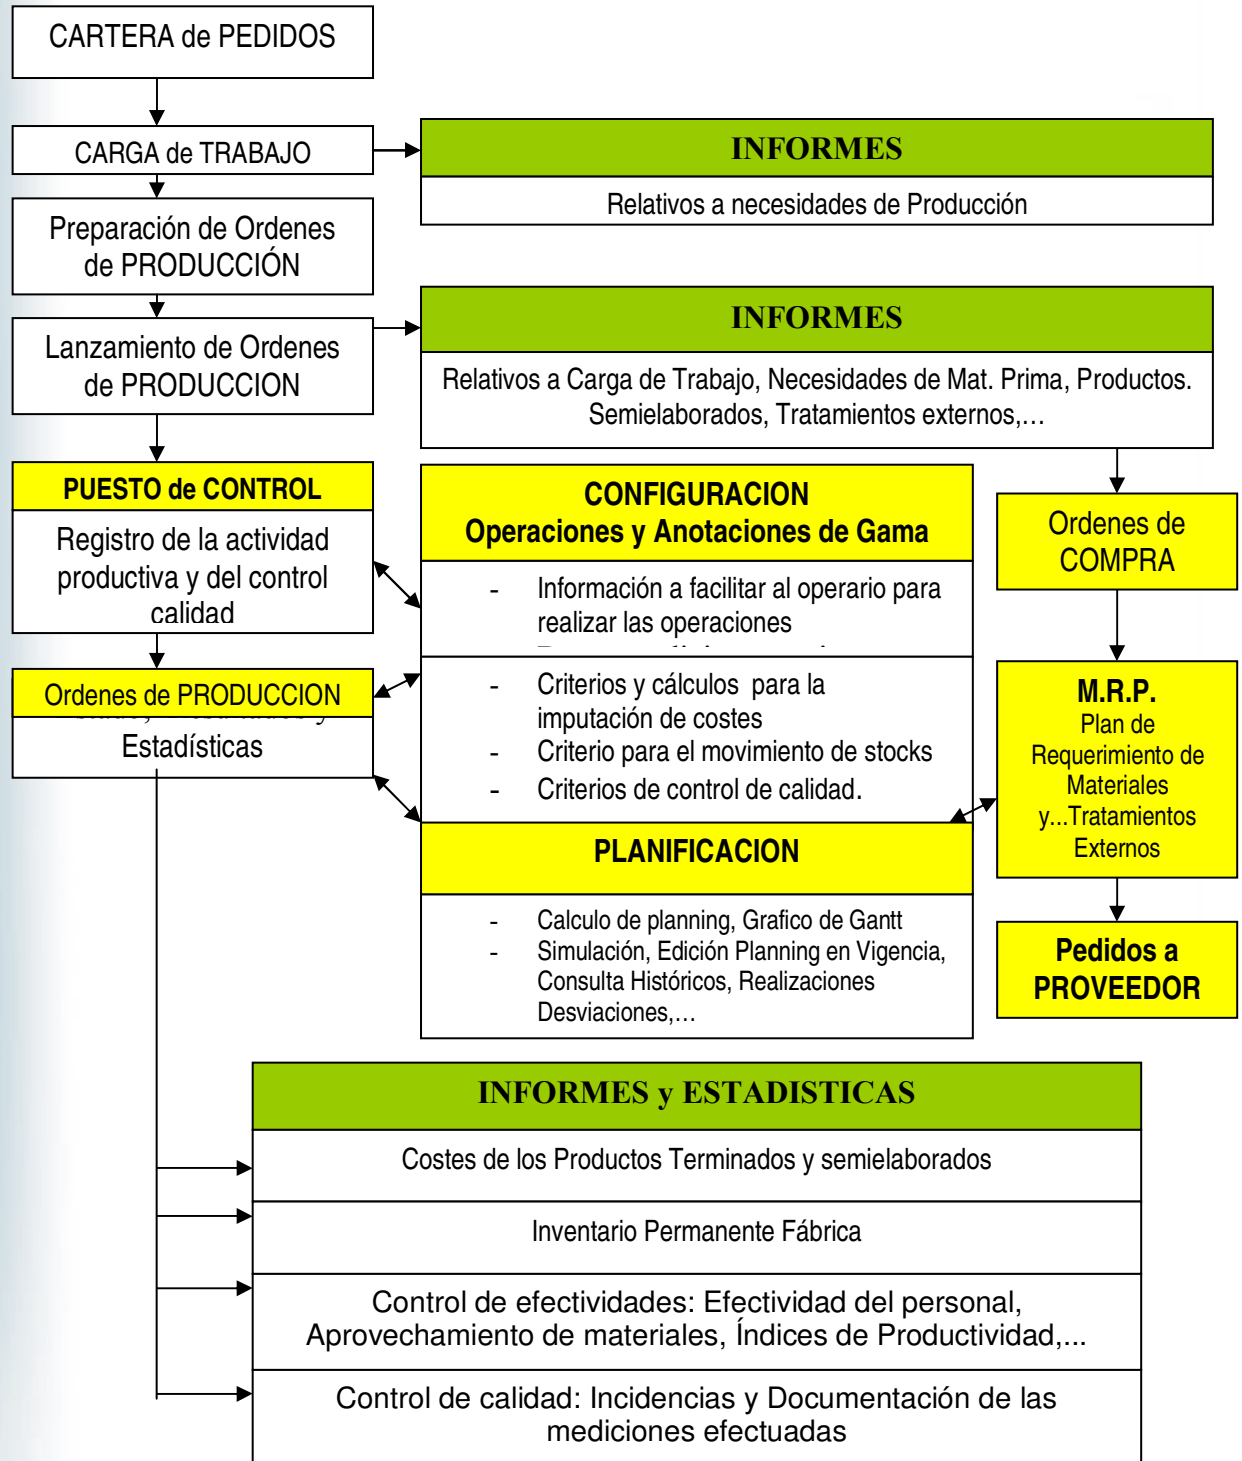 CARTERA de PEDIDOS
CARGA de TRABAJO
INFORMES
Relativos a necesidades de Producción
Preparación de Ordenes
de PRODUCCIÓN
Lanzamiento de Ordenes
de PRODUCCION
INFORMES
Relativos a Carga de Trabajo, Necesidades de Mat. Prima, Productos.
Semielaborados, Tratamientos externos,...
PUESTO de CONTROL
Registro de la actividad
productiva y del control
calidad
Ordenes de PRODUCCION
Estadísticas
CONFIGURACION
Operaciones y Anotaciones de Gama
- Información a facilitar al operario para
realizar las operaciones
- Criterios y cálculos para la
imputación de costes
- Criterio para el movimiento de stocks
- Criterios de control de calidad.
PLANIFICACION
- Calculo de planning, Grafico de Gantt
- Simulación, Edición Planning en Vigencia,
Consulta Históricos, Realizaciones
Desviaciones,...
Ordenes de
COMPRA
M.R.P.
Plan de
Requerimiento de
Materiales
y...Tratamientos
Externos
Pedidos a
PROVEEDOR
INFORMES y ESTADISTICAS
Costes de los Productos Terminados y semielaborados
Inventario Permanente Fábrica
Control de efectividades: Efectividad del personal,
Aprovechamiento de materiales, Índices de Productividad,...
Control de calidad: Incidencias y Documentación de las
mediciones efectuadas